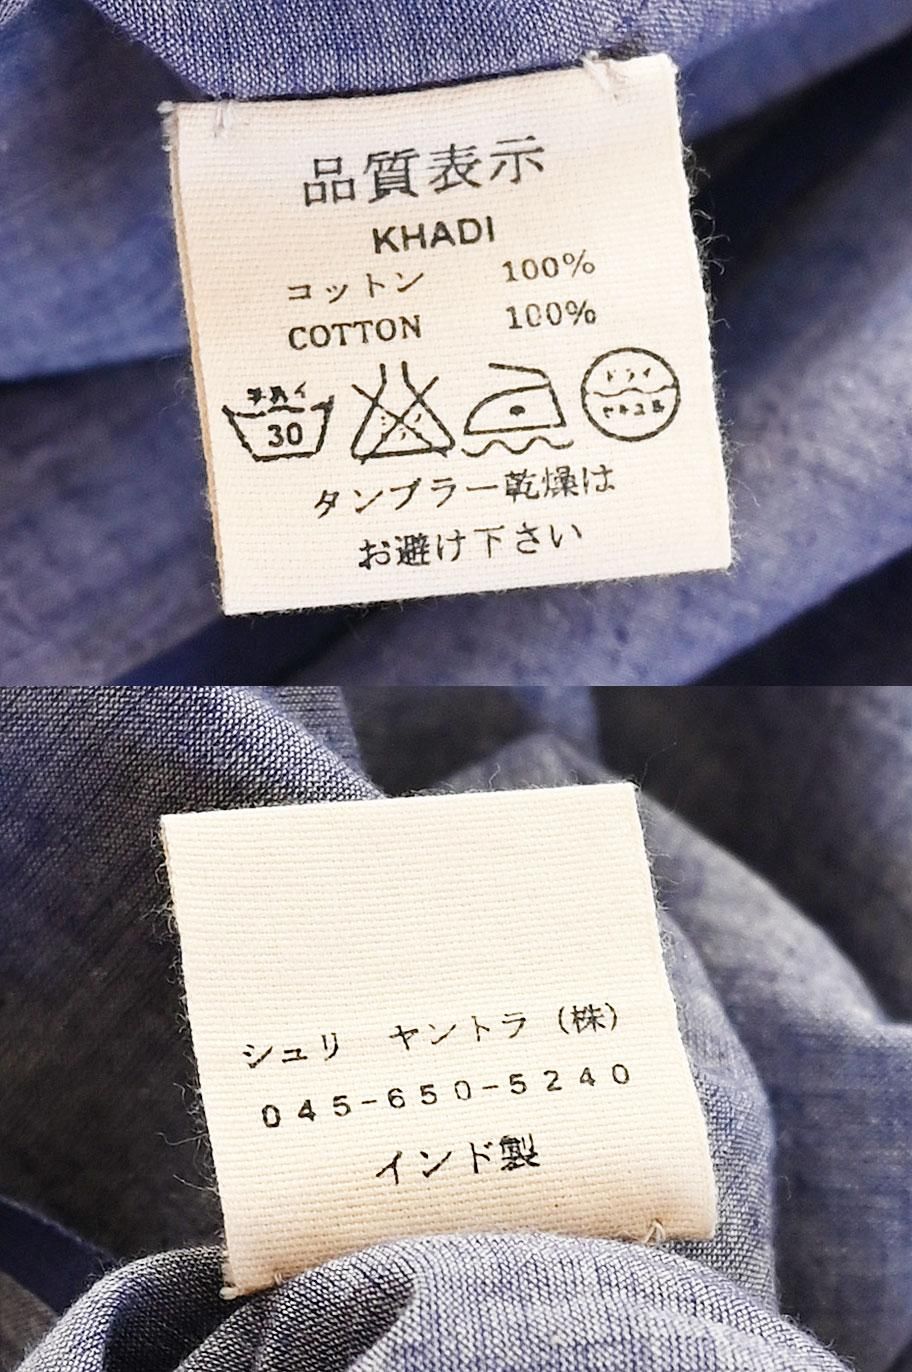 品質表示
KHADI
コットン 100%
COTTON 100%
手洗イ
30
ドライ
セキユ系
タンブラー乾燥は
お避け下さい
シュリ ヤントラ (株)
045-650-5240
インド製